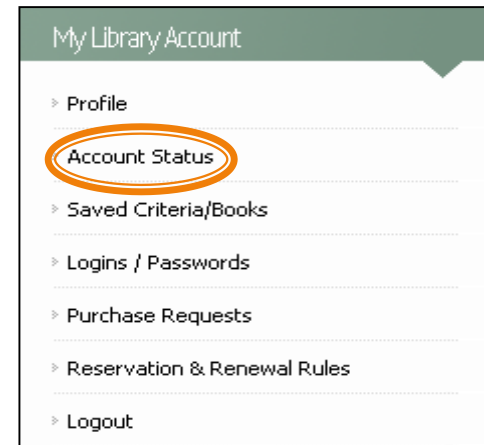 My Library Account
Profile
Account Status
Saved Criteria/Books
Logins / Passwords
Purchase Requests
Reservation & Renewal Rules
Logout